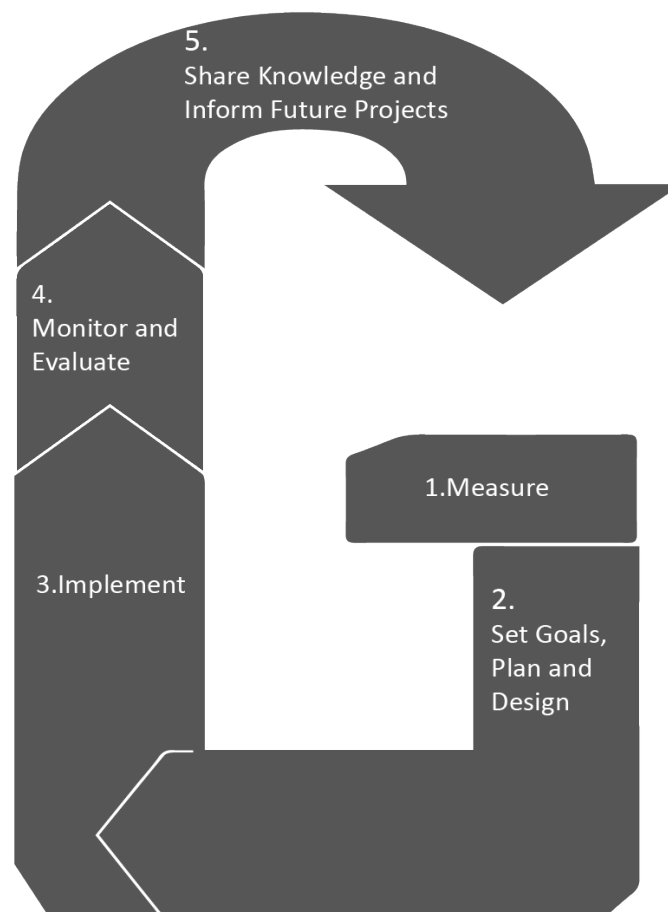 5.
Share Knowledge and
Inform Future Projects
4.
Monitor and
Evaluate
1.Measure
3.Implement
2.
Set Goals,
Plan and
Design